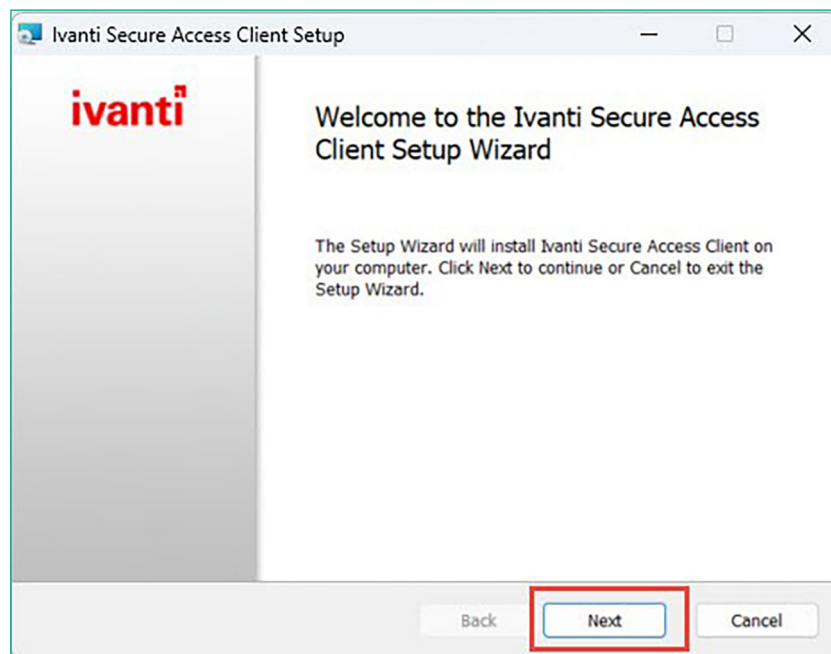 Ivanti Secure Access Client Setup
ivanti
Welcome to the Ivanti Secure Access
Client Setup Wizard
The Setup Wizard will install Ivanti Secure Access Client on
your computer. Click Next to continue or Cancel to exit the
Setup Wizard.
Back Next Cancel